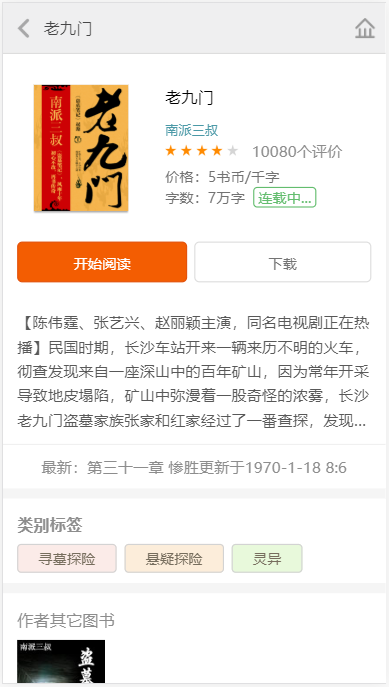 老九门
老九门
南派三叔
10080个评价
价格：5书币/千字
字数：7万字 连载中...
南派三叔
老九门
开始阅读 下载
【陈伟霆、张艺兴、赵丽颖主演，同名电视剧正在热
播】民国时期，长沙车站开来一辆来历不明的火车，
彻查发现来自一座深山中的百年矿山，因为常年开采
导致地皮塌陷，矿山中弥漫着一股奇怪的浓雾，长沙
老九门盗墓家族张家和红家经过了一番查探，发现...
最新：第三十一章 惨胜更新于1970-1-18 8:6
类别标签
寻墓探险 悬疑探险 灵异
作者其它图书
南派三叔
盗
墓